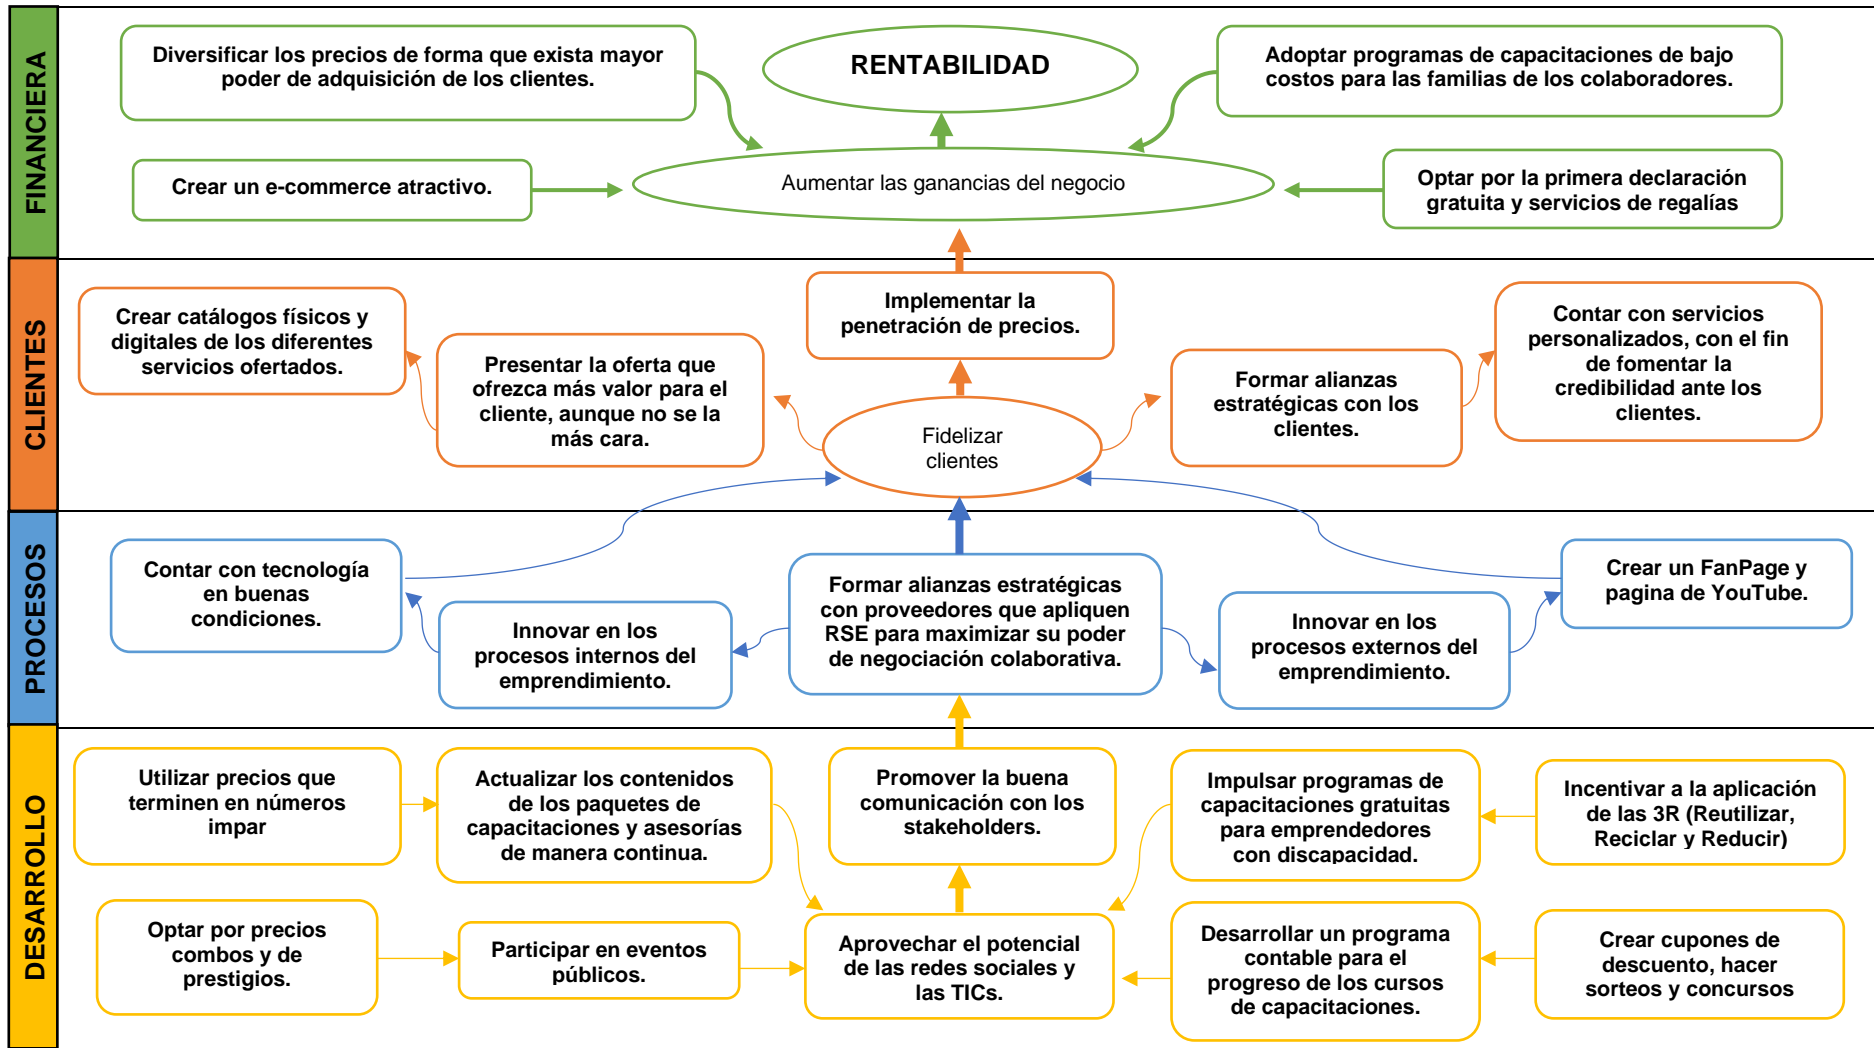 FINANCIERA
Diversificar los precios de forma que exista mayor
poder de adquisición de los clientes.
RENTABILIDAD
Adoptar programas de capacitaciones de bajo
costos para las familias de los colaboradores.
Crear un e-commerce atractivo.
Aumentar las ganancias del negocio
Optar por la primera declaración
gratuita y servicios de regalías
CLIENTES
Crear catálogos físicos y
digitales de los diferentes
servicios ofertados.
Presentar la oferta que
ofrezca más valor para el
cliente, aunque no se la
más cara.
Implementar la
penetración de precios.
Fidelizar
clientes
Formar alianzas
estratégicas con los
clientes.
Contar con servicios
personalizados, con el fin
de fomentar la
credibilidad ante los
clientes.
PROCESOS
Contar con tecnología
en buenas
condiciones.
Innovar en los
procesos internos del
emprendimiento.
Formar alianzas estratégicas
con proveedores que apliquen
RSE para maximizar su poder
de negociación colaborativa.
Innovar en los
procesos externos del
emprendimiento.
Crear un FanPage y
pagina de YouTube.
DESARROLLO
Utilizar precios que
terminen en números
impar
Actualizar los contenidos
de los paquetes de
capacitaciones y asesorías
de manera continua.
Promover la buena
comunicación con los
stakeholders.
Impulsar programas de
capacitaciones gratuitas
para emprendedores
con discapacidad.
Incentivar a la aplicación
de las 3R (Reutilizar,
Reciclar y Reducir)
Optar por precios
combos y de
prestigios.
Participar en eventos
públicos.
Aprovechar el potencial
de las redes sociales y
las TICs.
Desarrollar un programa
contable para el
progreso de los cursos
de capacitaciones.
Crear cupones de
descuento, hacer
sorteos y concursos